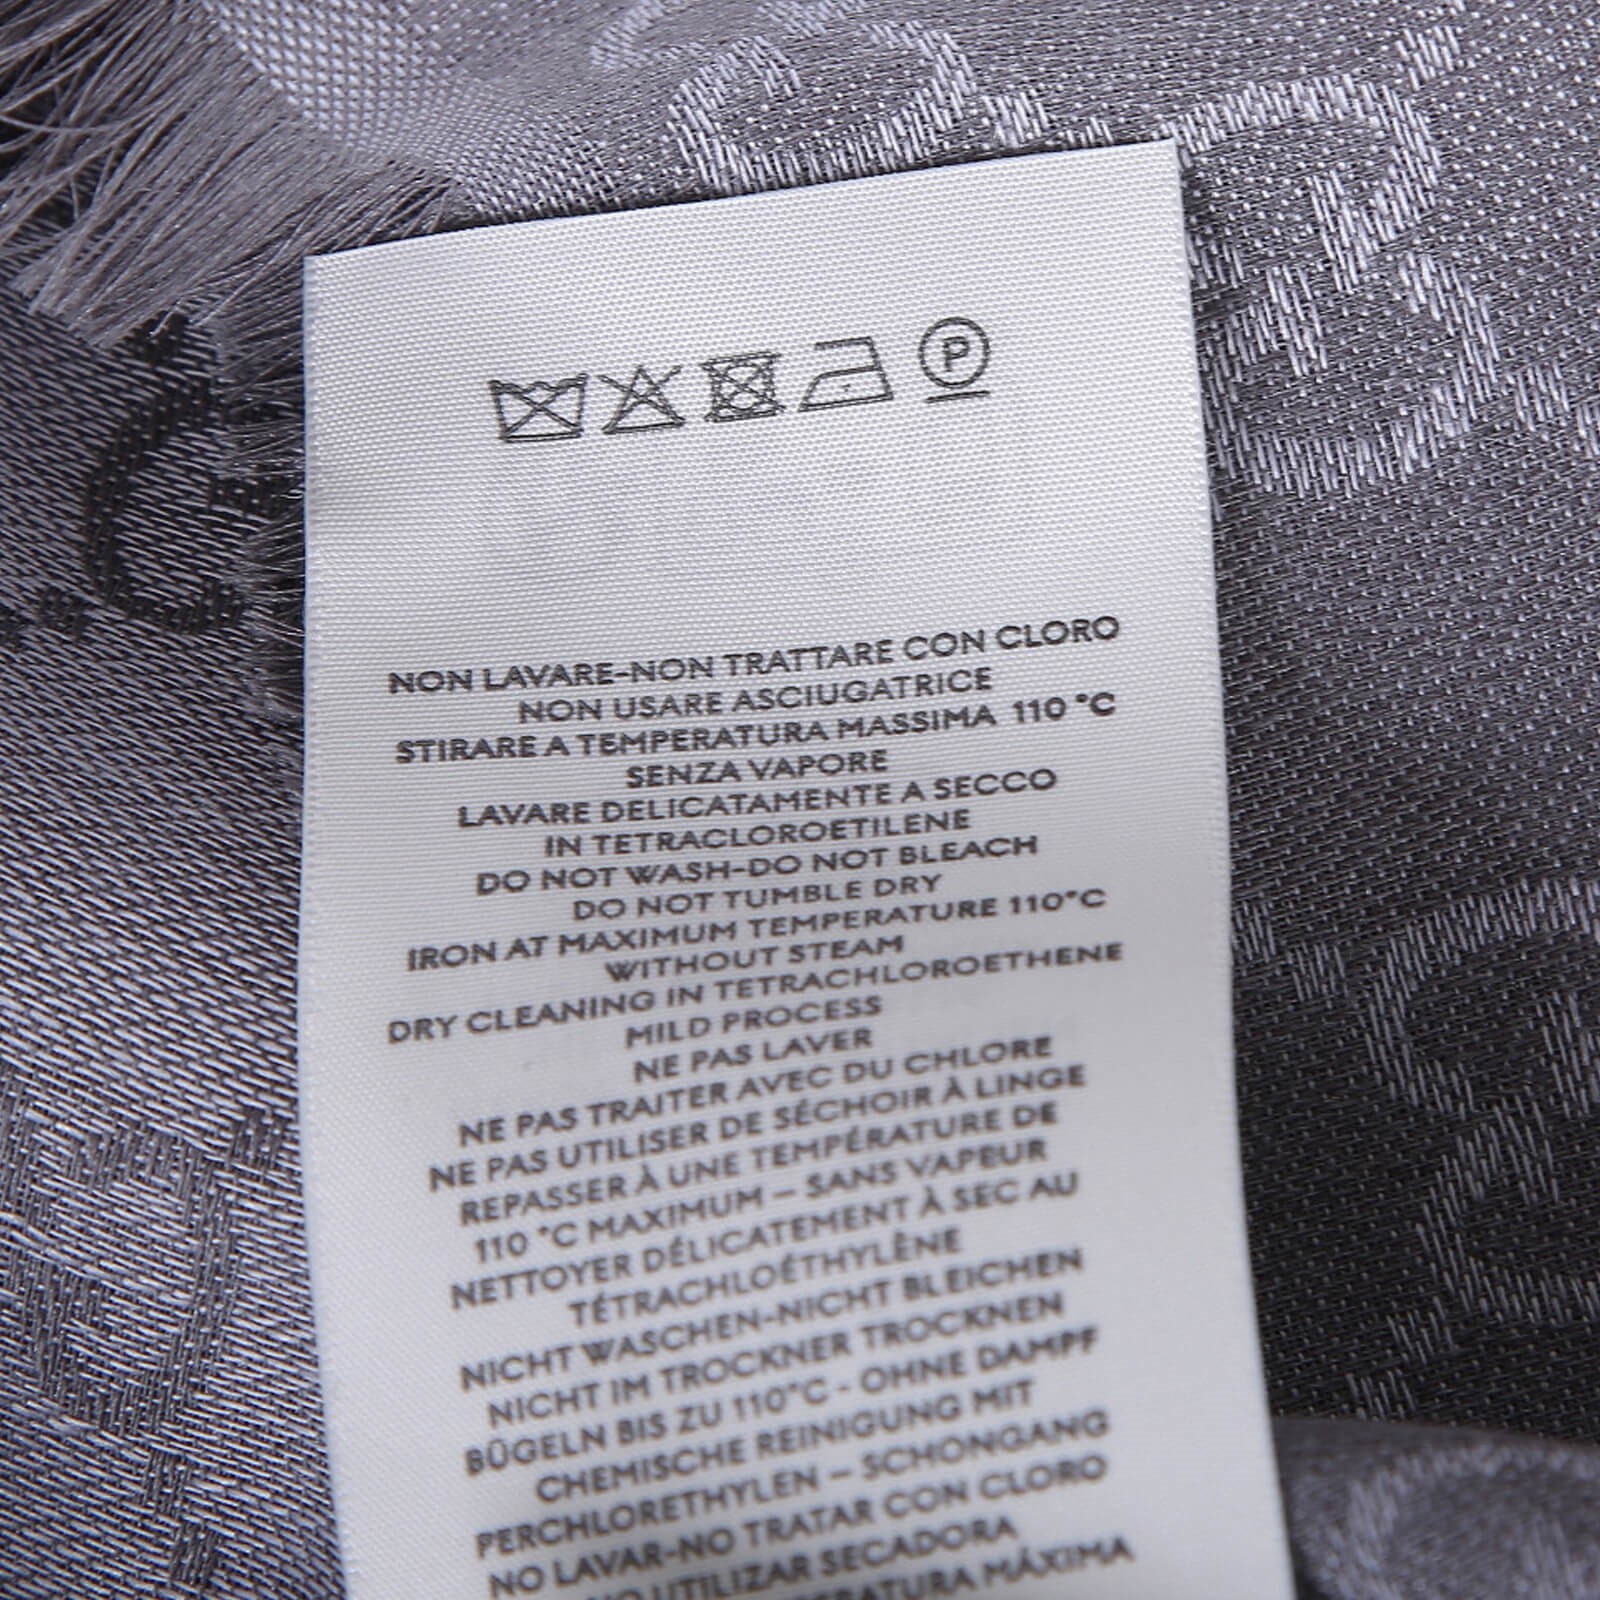 P
NON LAVARE-NON TRATTARE CON CLORO
NON USARE ASCIUGATRICE
STIRARE A TEMPERATURA MASSIMA 110 °C
SENZA VAPORE
LAVARE DELICATAMENTE A SECCO
IN TETRACLOROETILENE
DO NOT WASH-DO NOT BLEACH
DO NOT TUMBLE DRY
IRON AT MAXIMUM TEMPERATURE 110°C
WITHOUT STEAM
DRY CLEANING IN TETRACHLOROETHENE
MILD PROCESS
NE PAS LAVER
NE PAS TRAITER AVEC DU CHLORE
NE PAS UTILISER DE SÉCHOIR À LINGE
REPASSER À UNE TEMPÉRATURE DE
110 °C MAXIMUM – SANS VAPEUR
NETTOYER DÉLICATEMENT À SEC AU
TÉTRACHLOÉTHYLÈNE
NICHT WASCHEN-NICHT BLEICHEN
NICHT IM TROCKNER TROCKNEN
BÜGELN BIS ZU 110°C - OHNE DAMPF
CHEMISCHE REINIGUNG MIT
PERCHLORETHYLEN – SCHONGANG
NO LAVAR-NO TRATAR CON CLORO
NO UTILIZAR SECADORA
MÁXIMA